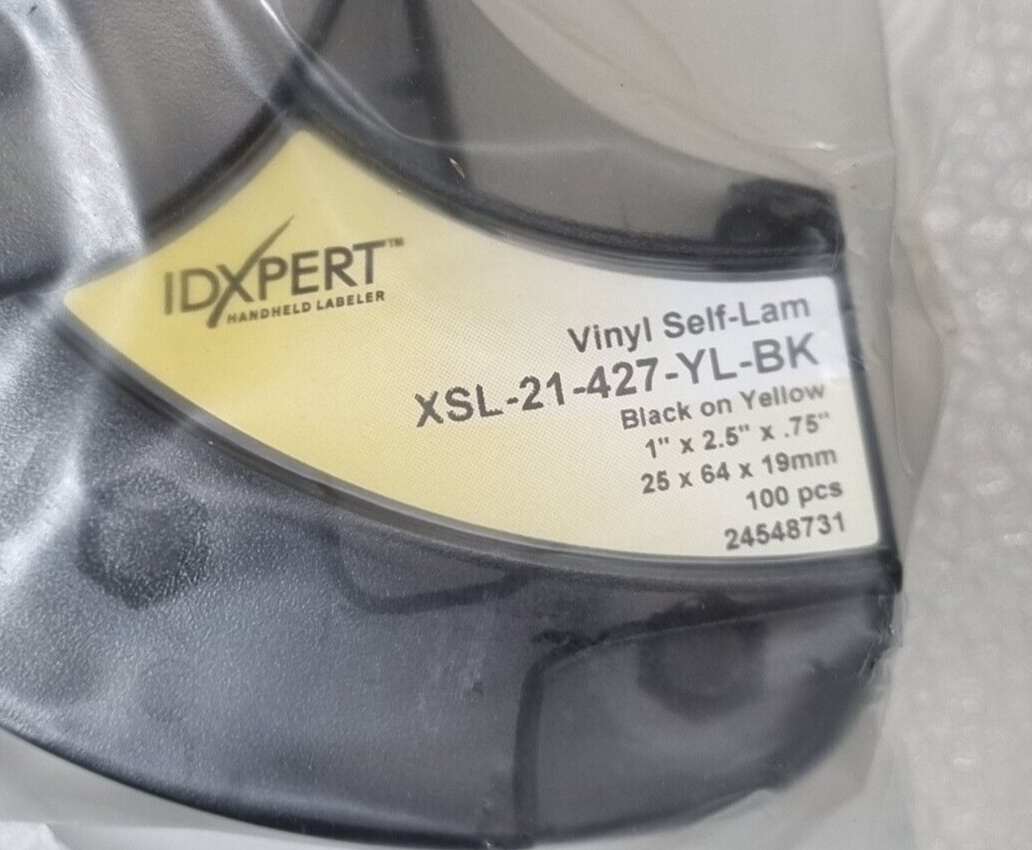 IDXPERT™
HANDHELD LABELER
Vinyl Self-Lam
XSL-21-427-YL-BK
Black on Yellow
1" x 2.5" x .75"
25 x 64 x 19mm
100 pcs
24548731